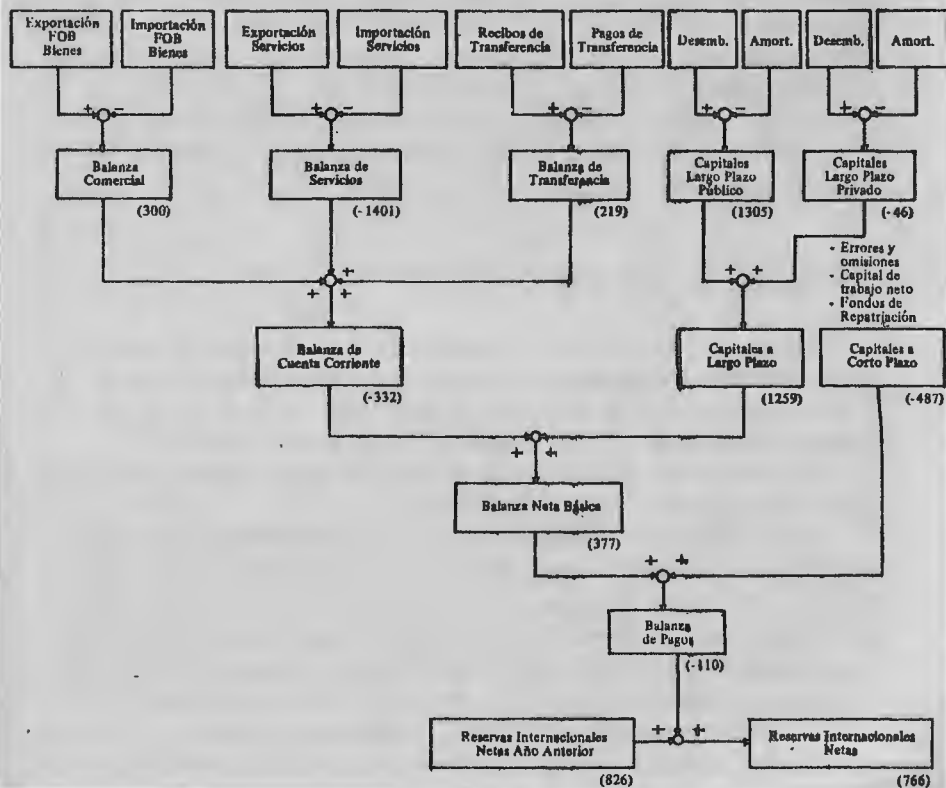 Exportación
FOB
Bienes
Importación
FOB
Bienes
Exportación
Servicios
Importación
Servicios
Recibos de
Transferencia
Pagos de
Transferencia
Desemb.
Amort.
Desemb.
Amort.
+ −
+ −
+ −
+ −
+ −
Balanza
Comercial
(300)
Balanza de
Servicios
(-1401)
Balanza de
Transferencia
(219)
Capitales
Largo Plazo
Público
(1305)
Capitales
Largo Plazo
Privado
(-46)
- Errores y
omisiones
- Capital de
trabajo neto
- Fondos de
Repatriación
+
+ +
+ +
Balanza de
Cuenta Corriente
(-332)
Capitales a
Largo Plazo
(1259)
Capitales a
Corto Plazo
(-487)
+ +
Balanza Neta Básica
(377)
+ +
Balanza
de Pagos
(-110)
+ +
Reservas Internacionales
Netas Año Anterior
(826)
Reservas Internacionales
Netas
(766)